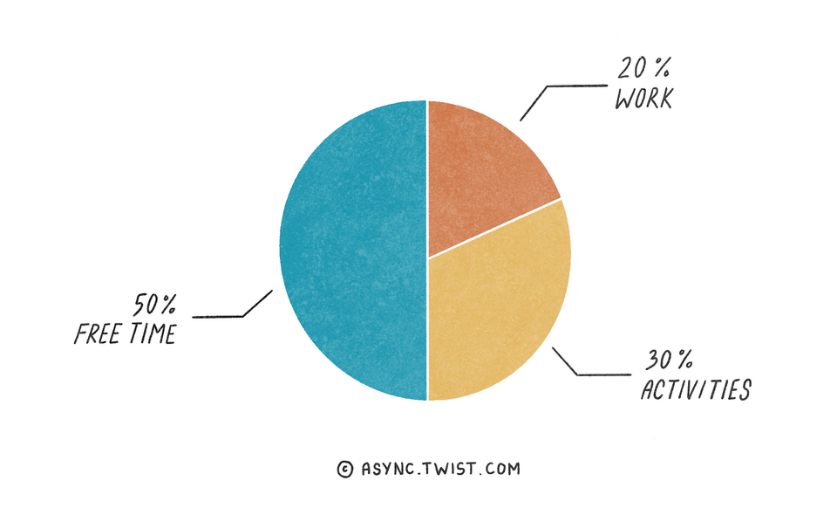 20%
WORK
50%
FREE TIME
30%
ACTIVITIES
© ASYNC.TWIST.COM